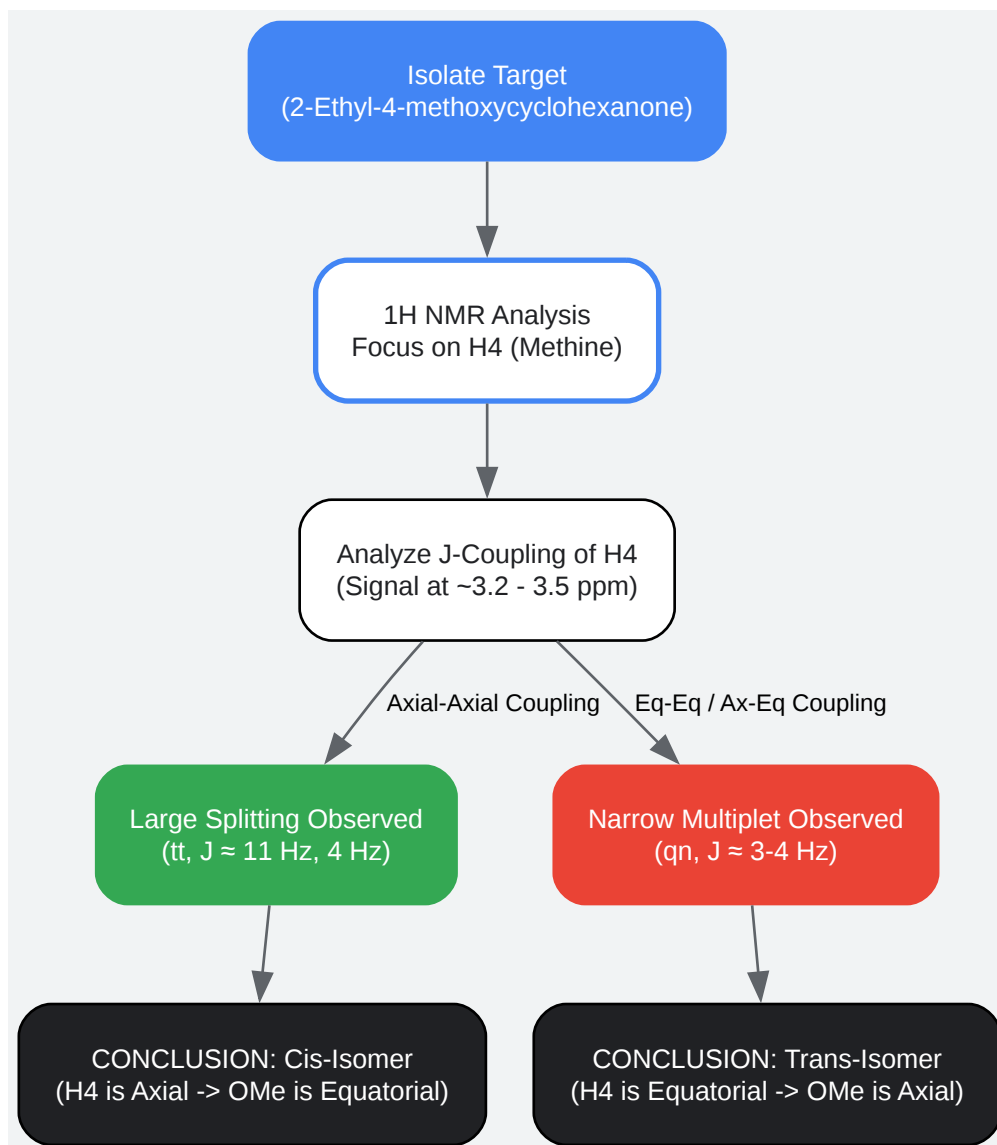 Isolate Target
(2-Ethyl-4-methoxycyclohexanone)
1H NMR Analysis
Focus on H4 (Methine)
Analyze J-Coupling of H4
(Signal at ~3.2 - 3.5 ppm)
Axial-Axial Coupling
Eq-Eq / Ax-Eq Coupling
Large Splitting Observed
(tt, J ≈ 11 Hz, 4 Hz)
Narrow Multiplet Observed
(qn, J ≈ 3-4 Hz)
CONCLUSION: Cis-Isomer
(H4 is Axial -> OMe is Equatorial)
CONCLUSION: Trans-Isomer
(H4 is Equatorial -> OMe is Axial)